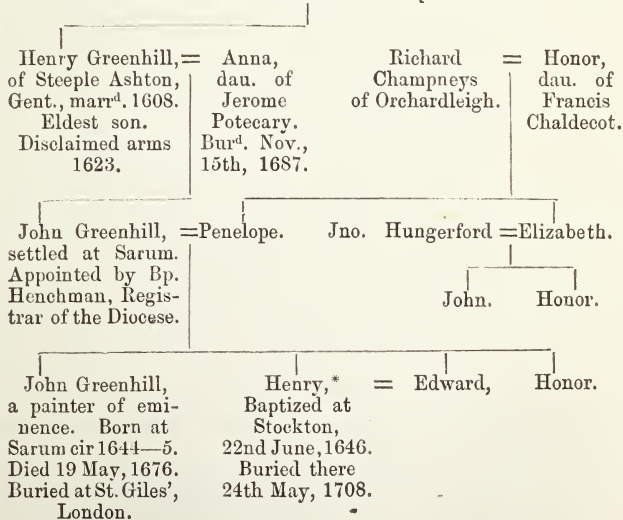 Henry Greenhill, = Anna,
of Steeple Ashton, dau. of
Gent., marrᵈ. 1608. Jerome
Eldest son. Potecary.
Disclaimed arms Burᵈ. Nov.,
1623. 15th, 1687.
Richard = Honor,
Champneys dau. of
of Orchardleigh. Francis
Chaldecot.
John Greenhill, =Penelope. Jno. Hungerford =Elizabeth.
settled at Sarum.
Appointed by Bp.
Henchman, Regis-
trar of the Diocese.
John. Honor.
John Greenhill,
a painter of emi-
nence. Born at
Sarum cir 1644—5.
Died 19 May, 1676.
Buried at St. Giles',
London.
Henry,* = Edward, Honor.
Baptized at
Stockton,
22nd June, 1646.
Buried there
24th May, 1708.